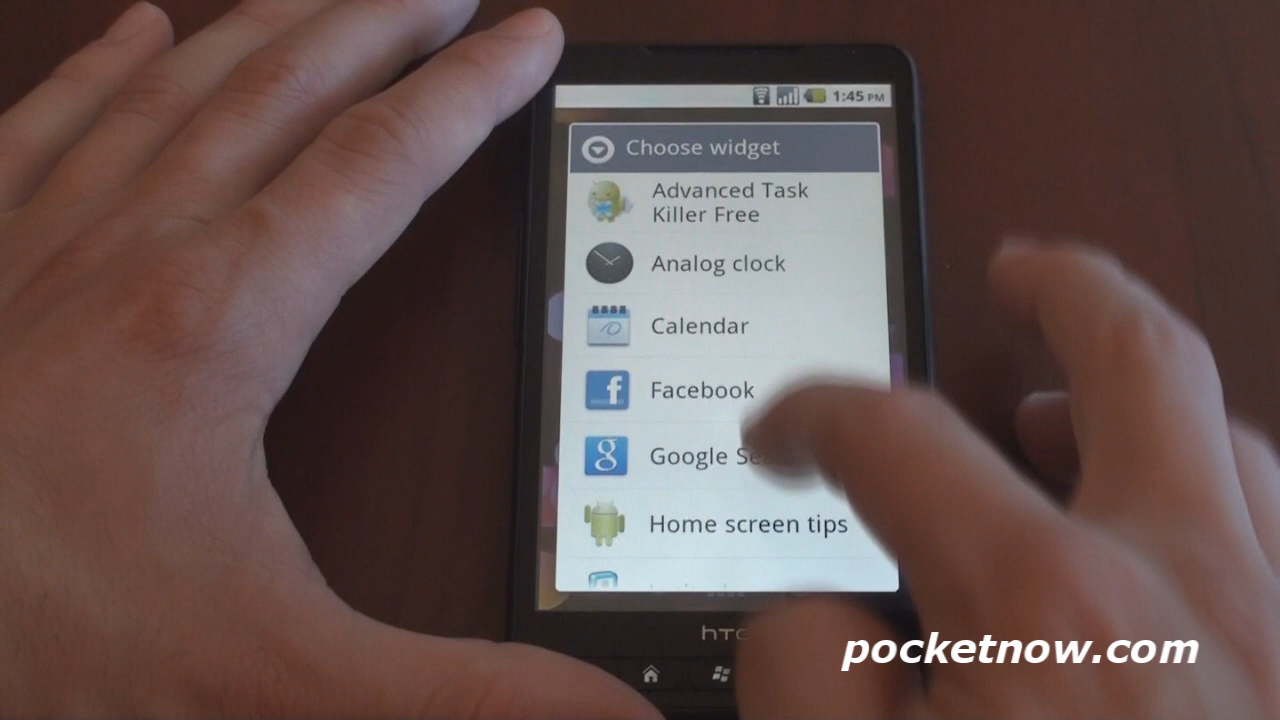 1:45 PM
Choose widget
Advanced Task
Killer Free
Analog clock
Calendar
Facebook
Google
Home screen tips
htc
pocketnow.com